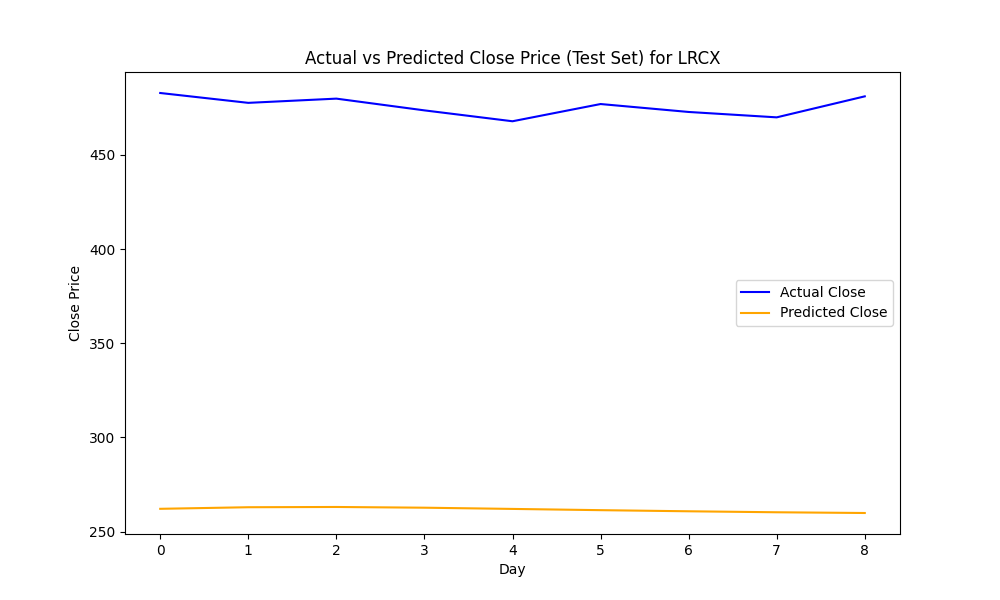 Actual vs Predicted Close Price (Test Set) for LRCX
Close Price
450
400
350
300
250
Actual Close
Predicted Close
0 1 2 3 4 5 6 7 8
Day